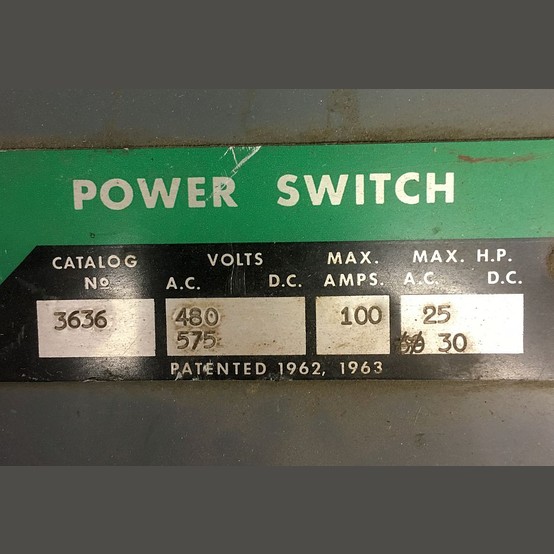 POWER SWITCH
CATALOG VOLTS MAX. MAX. H.P.
Nº A.C. D.C. AMPS. A.C. D.C.
3636 480 100 25
575 30
PATENTED 1962, 1963